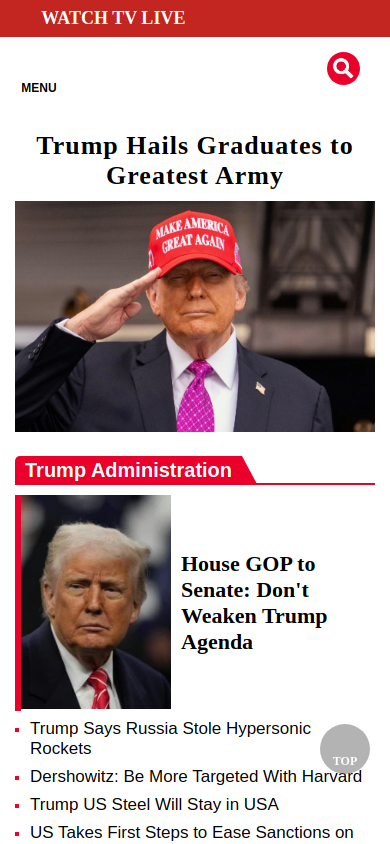 WATCH TV LIVE
MENU
Trump Hails Graduates to
Greatest Army
MAKE AMERICA
GREAT AGAIN
Trump Administration
House GOP to
Senate: Don't
Weaken Trump
Agenda
Trump Says Russia Stole Hypersonic
Rockets
TOP
Dershowitz: Be More Targeted With Harvard
Trump US Steel Will Stay in USA
US Takes First Steps to Ease Sanctions on